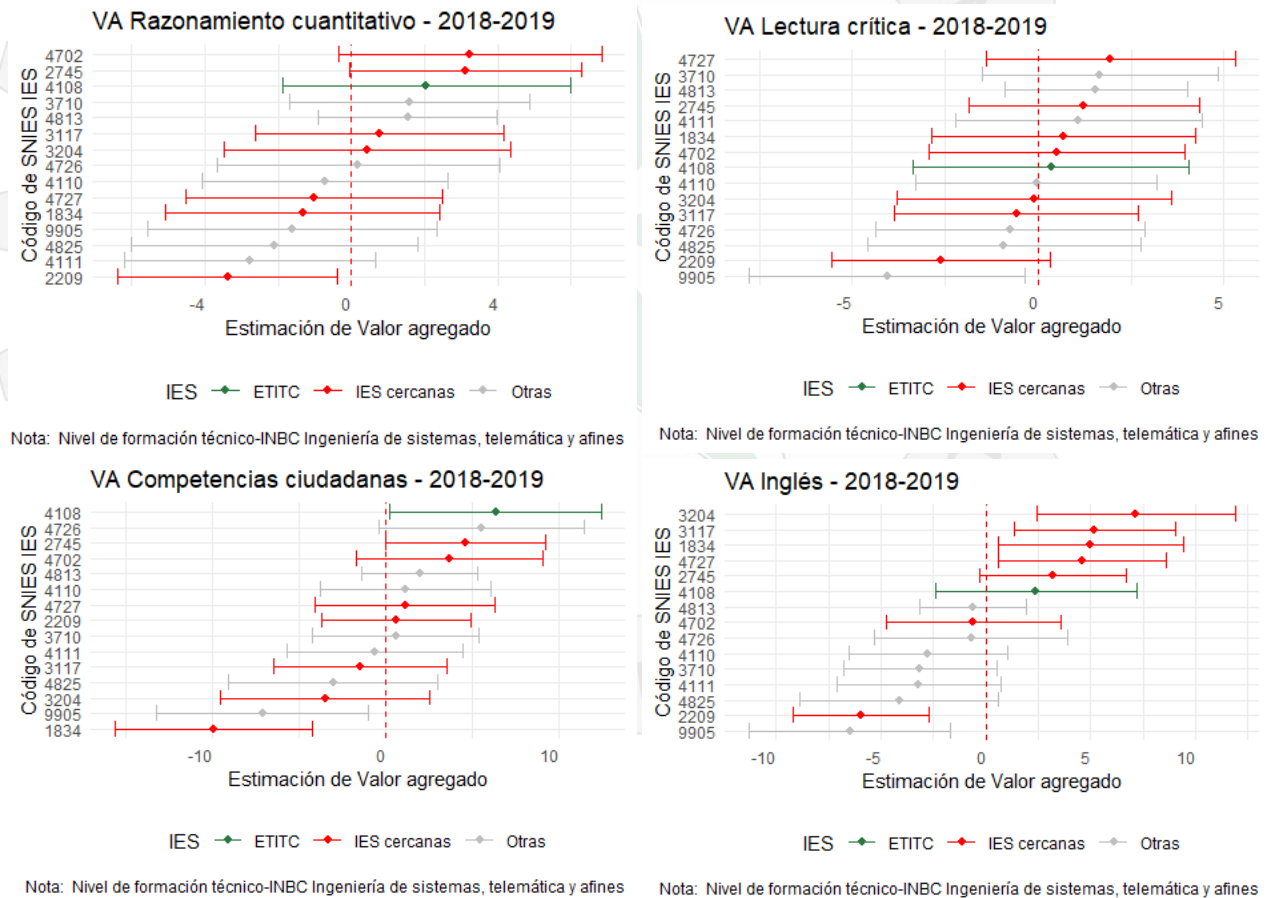 VA Razonamiento cuantitativo - 2018-2019
Código de SNIES IES
4702
2745
4108
3710
4813
3117
3204
4726
4110
4727
1834
9905
4825
4111
2209
-4 0 4
Estimación de Valor agregado
IES ETITC IES cercanas Otras
Nota: Nivel de formación técnico-INBC Ingeniería de sistemas, telemática y afines
VA Lectura crítica - 2018-2019
Código de SNIES IES
4727
3710
4813
2745
4111
1834
4702
4108
4110
3204
3117
4726
4825
2209
9905
-5 0 5
Estimación de Valor agregado
IES ETITC IES cercanas Otras
Nota: Nivel de formación técnico-INBC Ingeniería de sistemas, telemática y afines
VA Competencias ciudadanas - 2018-2019
Código de SNIES IES
4108
4726
2745
4702
4813
4110
4727
2209
3710
4111
3117
4825
3204
9905
1834
-10 0 10
Estimación de Valor agregado
IES ETITC IES cercanas Otras
Nota: Nivel de formación técnico-INBC Ingeniería de sistemas, telemática y afines
VA Inglés - 2018-2019
Código de SNIES IES
3204
3117
1834
4727
2745
4108
4813
4702
4726
4110
3710
4111
4825
2209
9905
-10 -5 0 5 10
Estimación de Valor agregado
IES ETITC IES cercanas Otras
Nota: Nivel de formación técnico-INBC Ingeniería de sistemas, telemática y afines